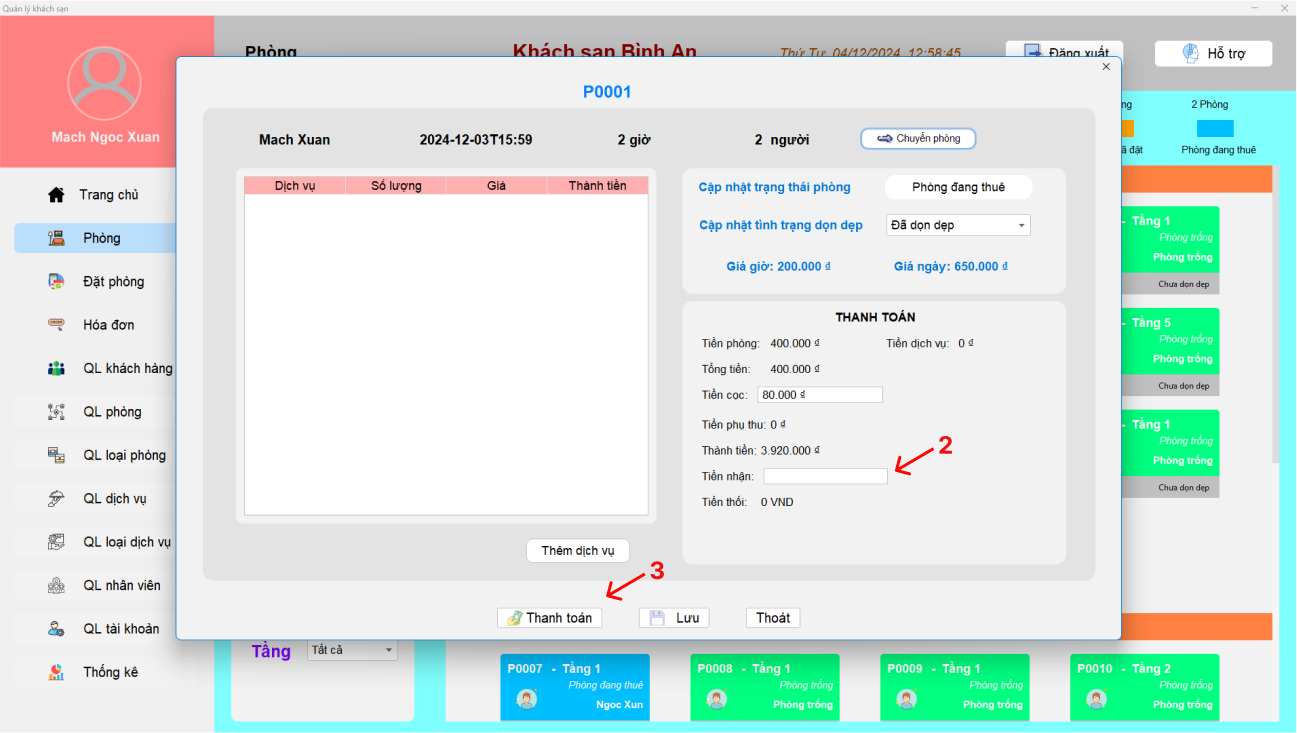 Quản lý khách sạn
Mach Ngoc Xuan
Trang chủ
Phòng
Đặt phòng
Hóa đơn
QL khách hàng
QL phòng
QL loại phòng
QL dịch vụ
QL loại dịch vụ
QL nhân viên
QL tài khoản
Thống kê
Phòng
Khách sạn Bình An
Thứ Tư, 04/12/2024, 12:58:45
Đăng xuất
Hỗ trợ
2 Phòng
Phòng đang thuê
P0001
Mach Xuan 2024-12-03T15:59 2 giờ 2 người Chuyển phòng
Dịch vụ Số lượng Giá Thành tiền
Cập nhật trạng thái phòng Phòng đang thuê
Cập nhật tình trạng dọn dẹp Đã dọn dẹp
Giá giờ: 200.000 ₫ Giá ngày: 650.000 ₫
THANH TOÁN
Tiền phòng: 400.000 ₫ Tiền dịch vụ: 0 ₫
Tổng tiền: 400.000 ₫
Tiền cọc: 80.000 ₫
Tiền phụ thu: 0 ₫
Thành tiền: 3.920.000 ₫
2
Tiền nhận:
Tiền thối: 0 VND
Thêm dịch vụ
3
Thanh toán Lưu Thoát
- Tầng 1
Phòng trống
Phòng trống
Chưa dọn dẹp
- Tầng 5
Phòng trống
Phòng trống
Chưa dọn dẹp
- Tầng 1
Phòng trống
Phòng trống
Chưa dọn dẹp
Tầng Tất cả
P0007 - Tầng 1
Phòng đang thuê
Ngoc Xun
P0008 - Tầng 1
Phòng trống
Phòng trống
P0009 - Tầng 1
Phòng trống
Phòng trống
P0010 - Tầng 2
Phòng trống
Phòng trống